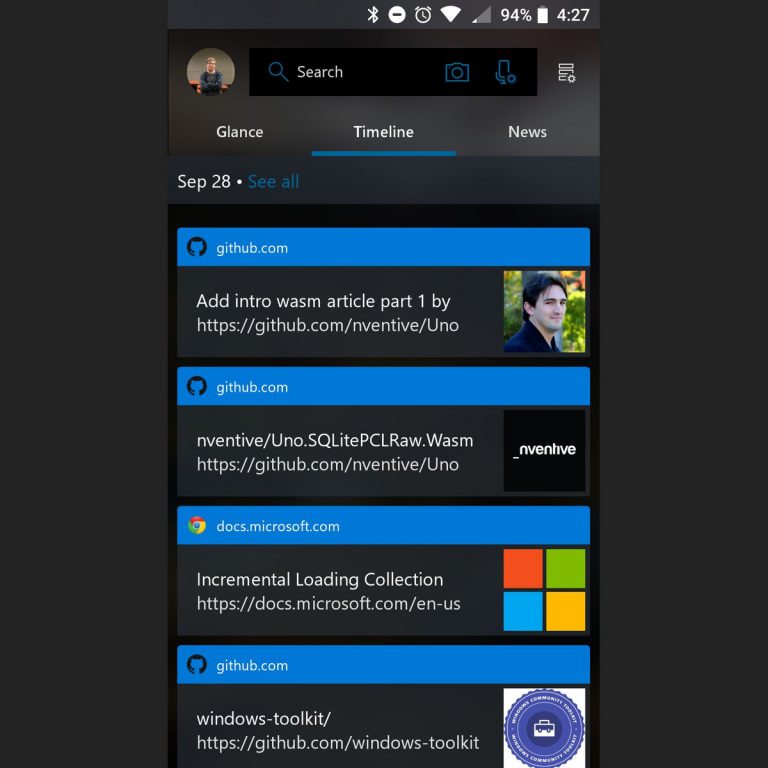 94% 4:27
Search
Glance Timeline News
Sep 28 • See all
github.com
Add intro wasm article part 1 by
https://github.com/nventive/Uno
github.com
nventive/Uno.SQLitePCLRaw.Wasm
https://github.com/nventive/Uno
_nventive
docs.microsoft.com
Incremental Loading Collection
https://docs.microsoft.com/en-us
github.com
windows-toolkit/
https://github.com/windows-toolkit
WINDOWS COMMUNITY TOOLKIT
WINDOWS COMMUNITY TOOLKIT